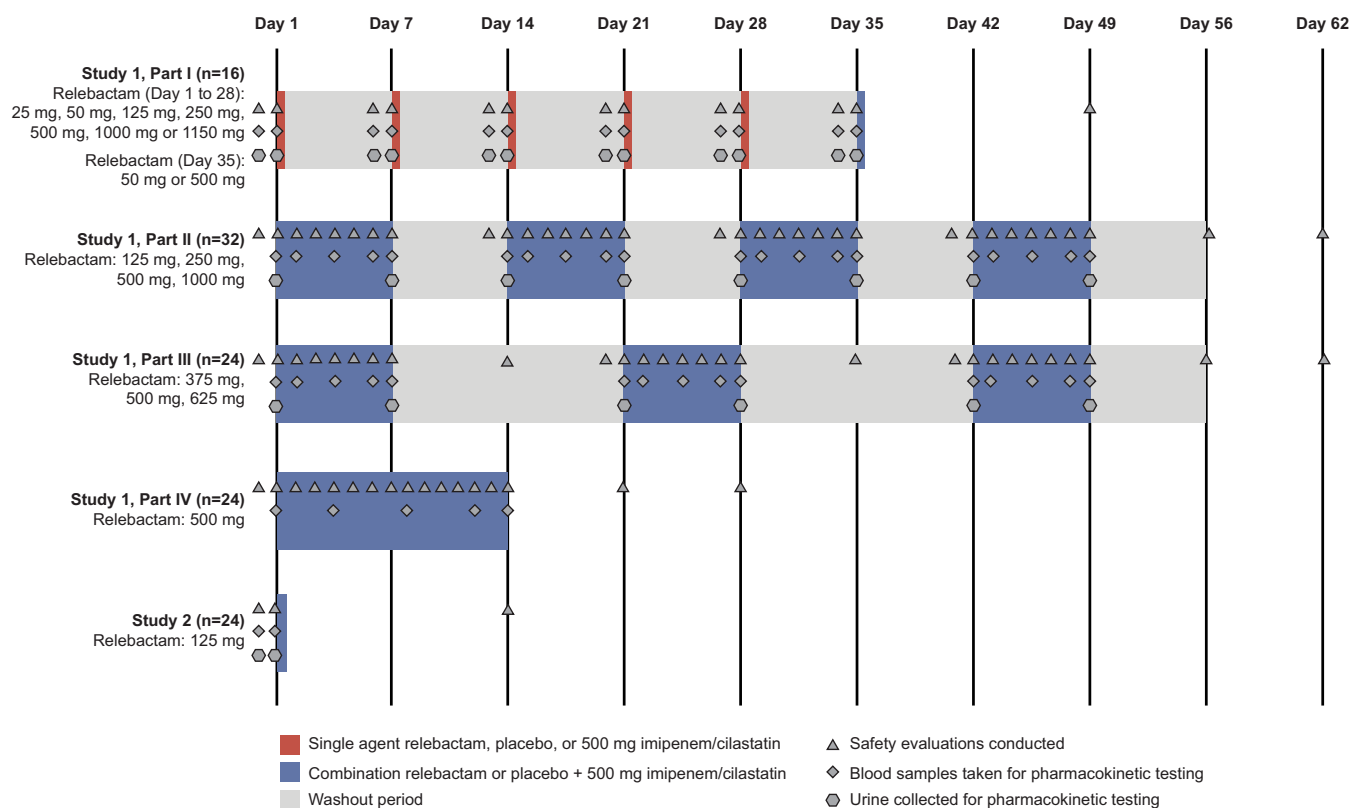 Day 1 Day 7 Day 14 Day 21 Day 28 Day 35 Day 42 Day 49 Day 56 Day 62
Study 1, Part I (n=16)
Relebactam (Day 1 to 28):
25 mg, 50 mg, 125 mg, 250 mg,
500 mg, 1000 mg or 1150 mg
Relebactam (Day 35):
50 mg or 500 mg
Study 1, Part II (n=32)
Relebactam: 125 mg, 250 mg,
500 mg, 1000 mg
Study 1, Part III (n=24)
Relebactam: 375 mg,
500 mg, 625 mg
Study 1, Part IV (n=24)
Relebactam: 500 mg
Study 2 (n=24)
Relebactam: 125 mg
Single agent relebactam, placebo, or 500 mg imipenem/cilastatin
Combination relebactam or placebo + 500 mg imipenem/cilastatin
Washout period
Safety evaluations conducted
Blood samples taken for pharmacokinetic testing
Urine collected for pharmacokinetic testing